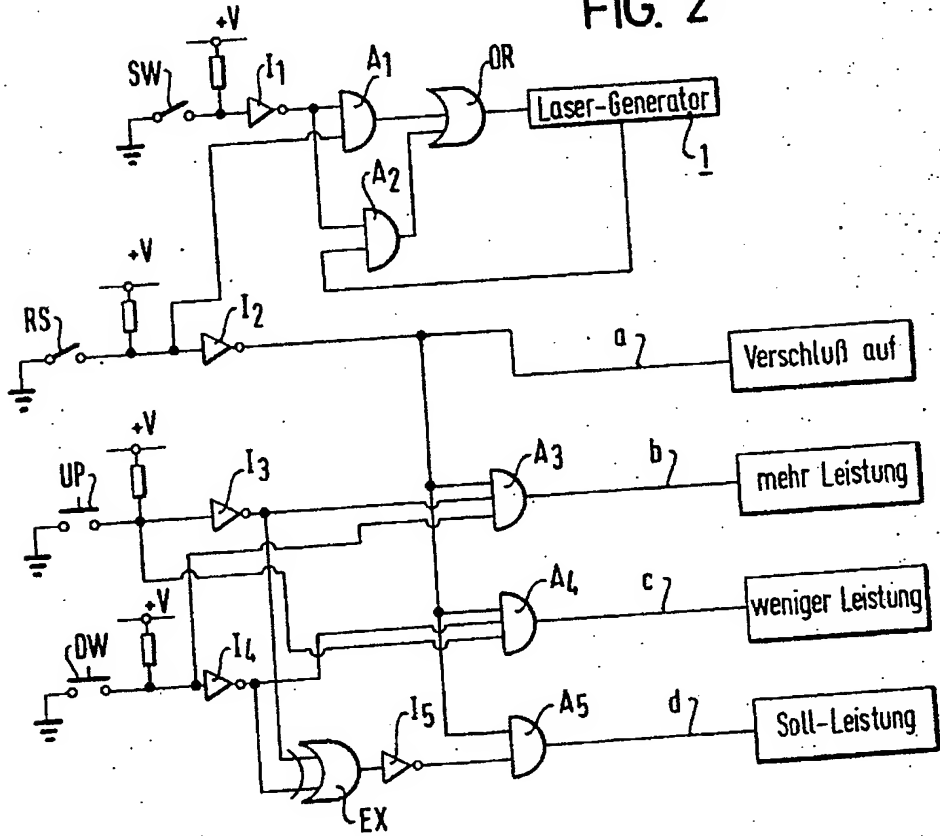 FIG. 2
+V
SW
I1
A1
OR
Laser-Generator
1
A2
+V
RS
I2
a
Verschluß auf
+V
UP
I3
A3
b
mehr Leistung
+V
DW
I4
A4
c
weniger Leistung
I5
A5
d
Soll-Leistung
EX